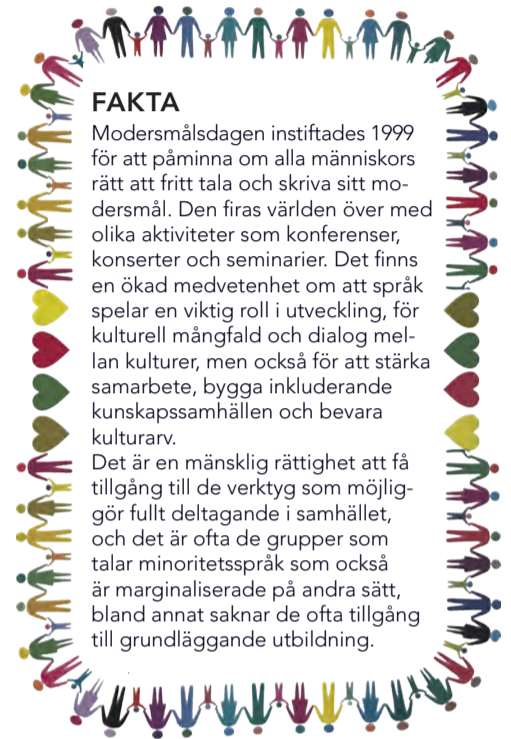 FAKTA
Modersmålsdagen instiftades 1999
för att påminna om alla människors
rätt att fritt tala och skriva sitt mo-
dersmål. Den firas världen över med
olika aktiviteter som konferenser,
konserter och seminarier. Det finns
en ökad medvetenhet om att språk
spelar en viktig roll i utveckling, för
kulturell mångfald och dialog mel-
lan kulturer, men också för att stärka
samarbete, bygga inkluderande
kunskapssamhällen och bevara
kulturarv.
Det är en mänsklig rättighet att få
tillgång till de verktyg som möjlig-
gör fullt deltagande i samhället,
och det är ofta de grupper som
talar minoritetsspråk som också
är marginaliserade på andra sätt,
bland annat saknar de ofta tillgång
till grundläggande utbildning.